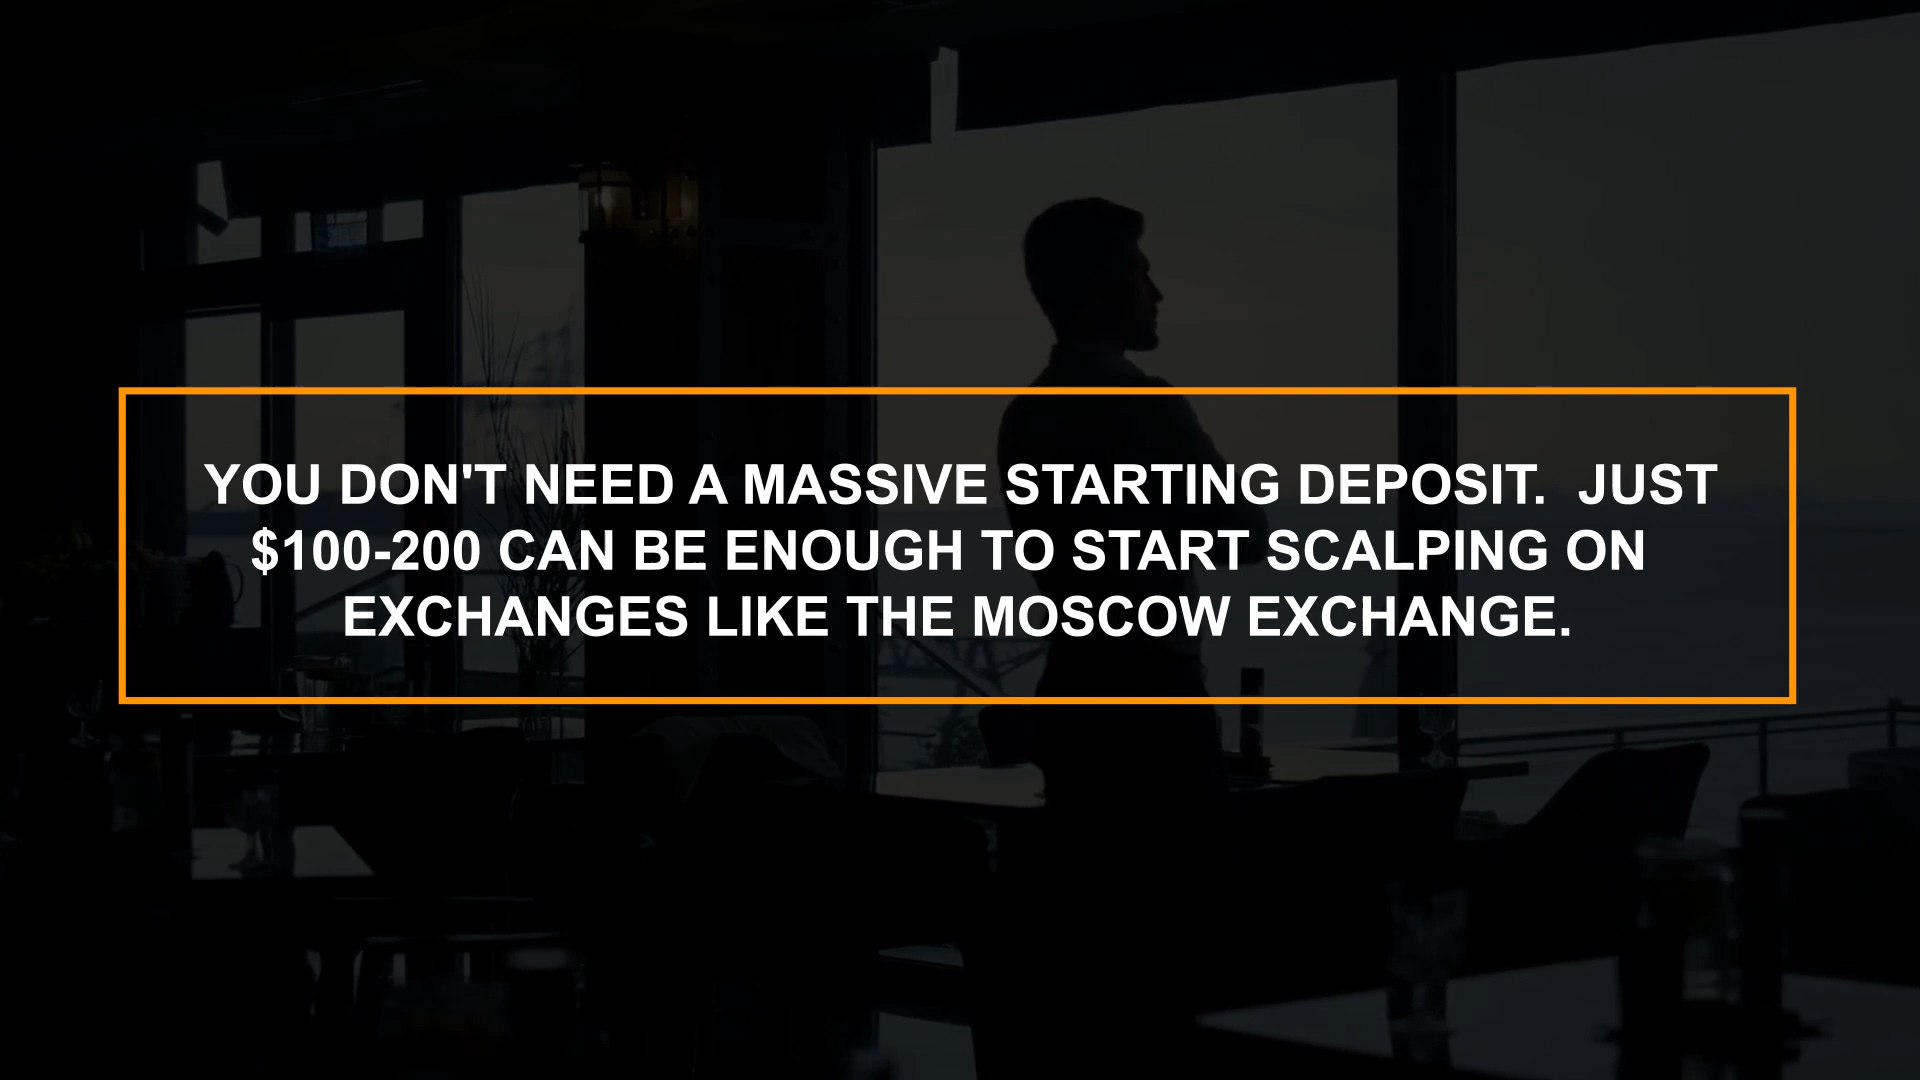 YOU DON'T NEED A MASSIVE STARTING DEPOSIT.  JUST
$100-200 CAN BE ENOUGH TO START SCALPING ON
EXCHANGES LIKE THE MOSCOW EXCHANGE.